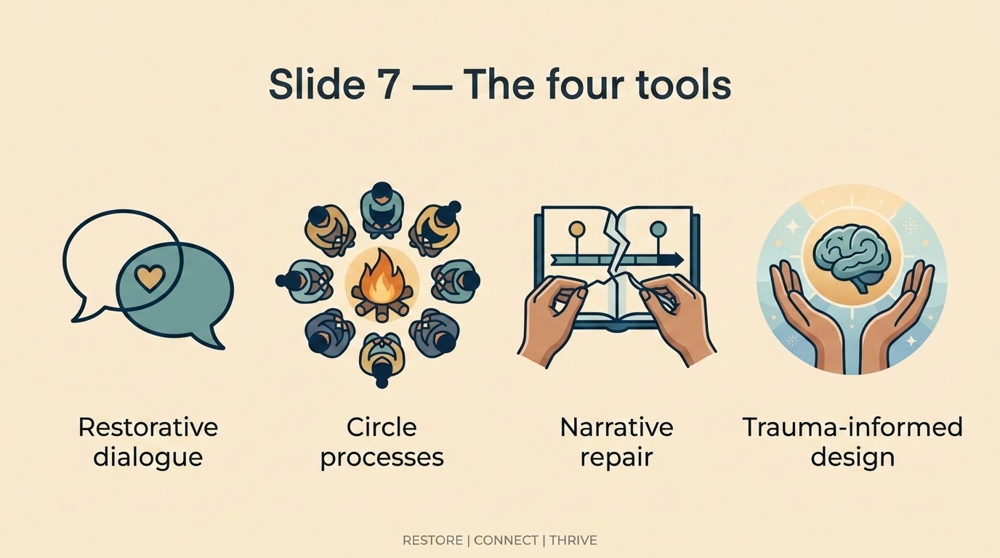 Slide 7 — The four tools
Restorative
dialogue
Circle
processes
Narrative
repair
Trauma-informed
design
RESTORE | CONNECT | THRIVE